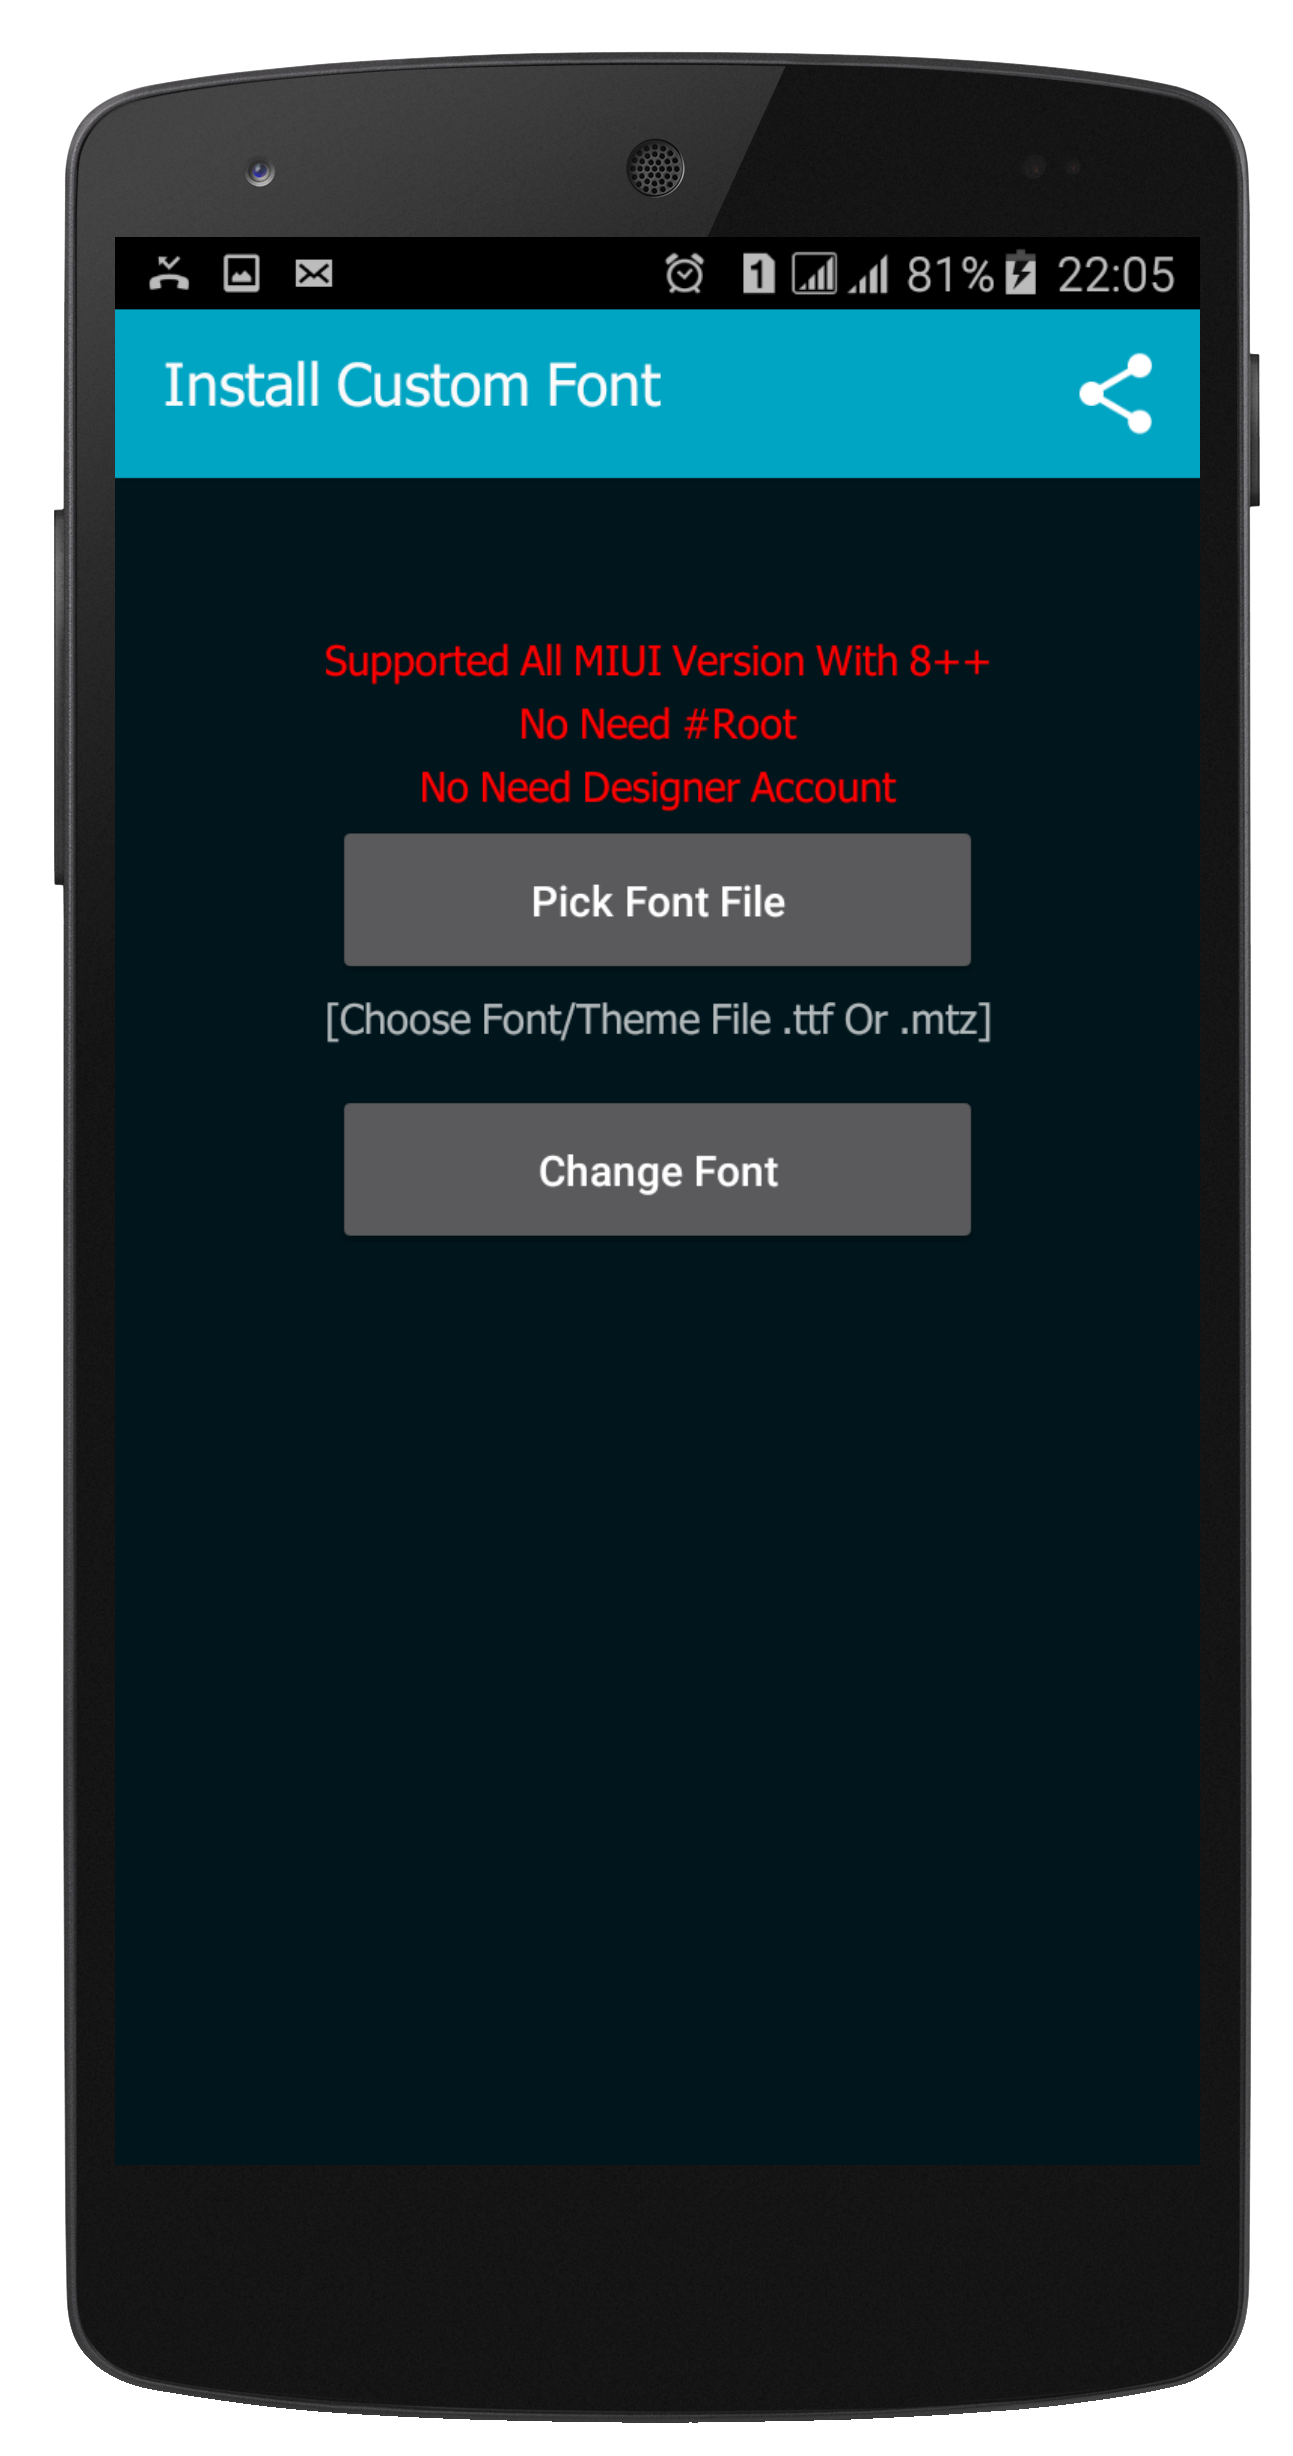 1 81% 22:05
Install Custom Font
Supported All MIUI Version With 8++
No Need #Root
No Need Designer Account
Pick Font File
[Choose Font/Theme File .ttf Or .mtz]
Change Font